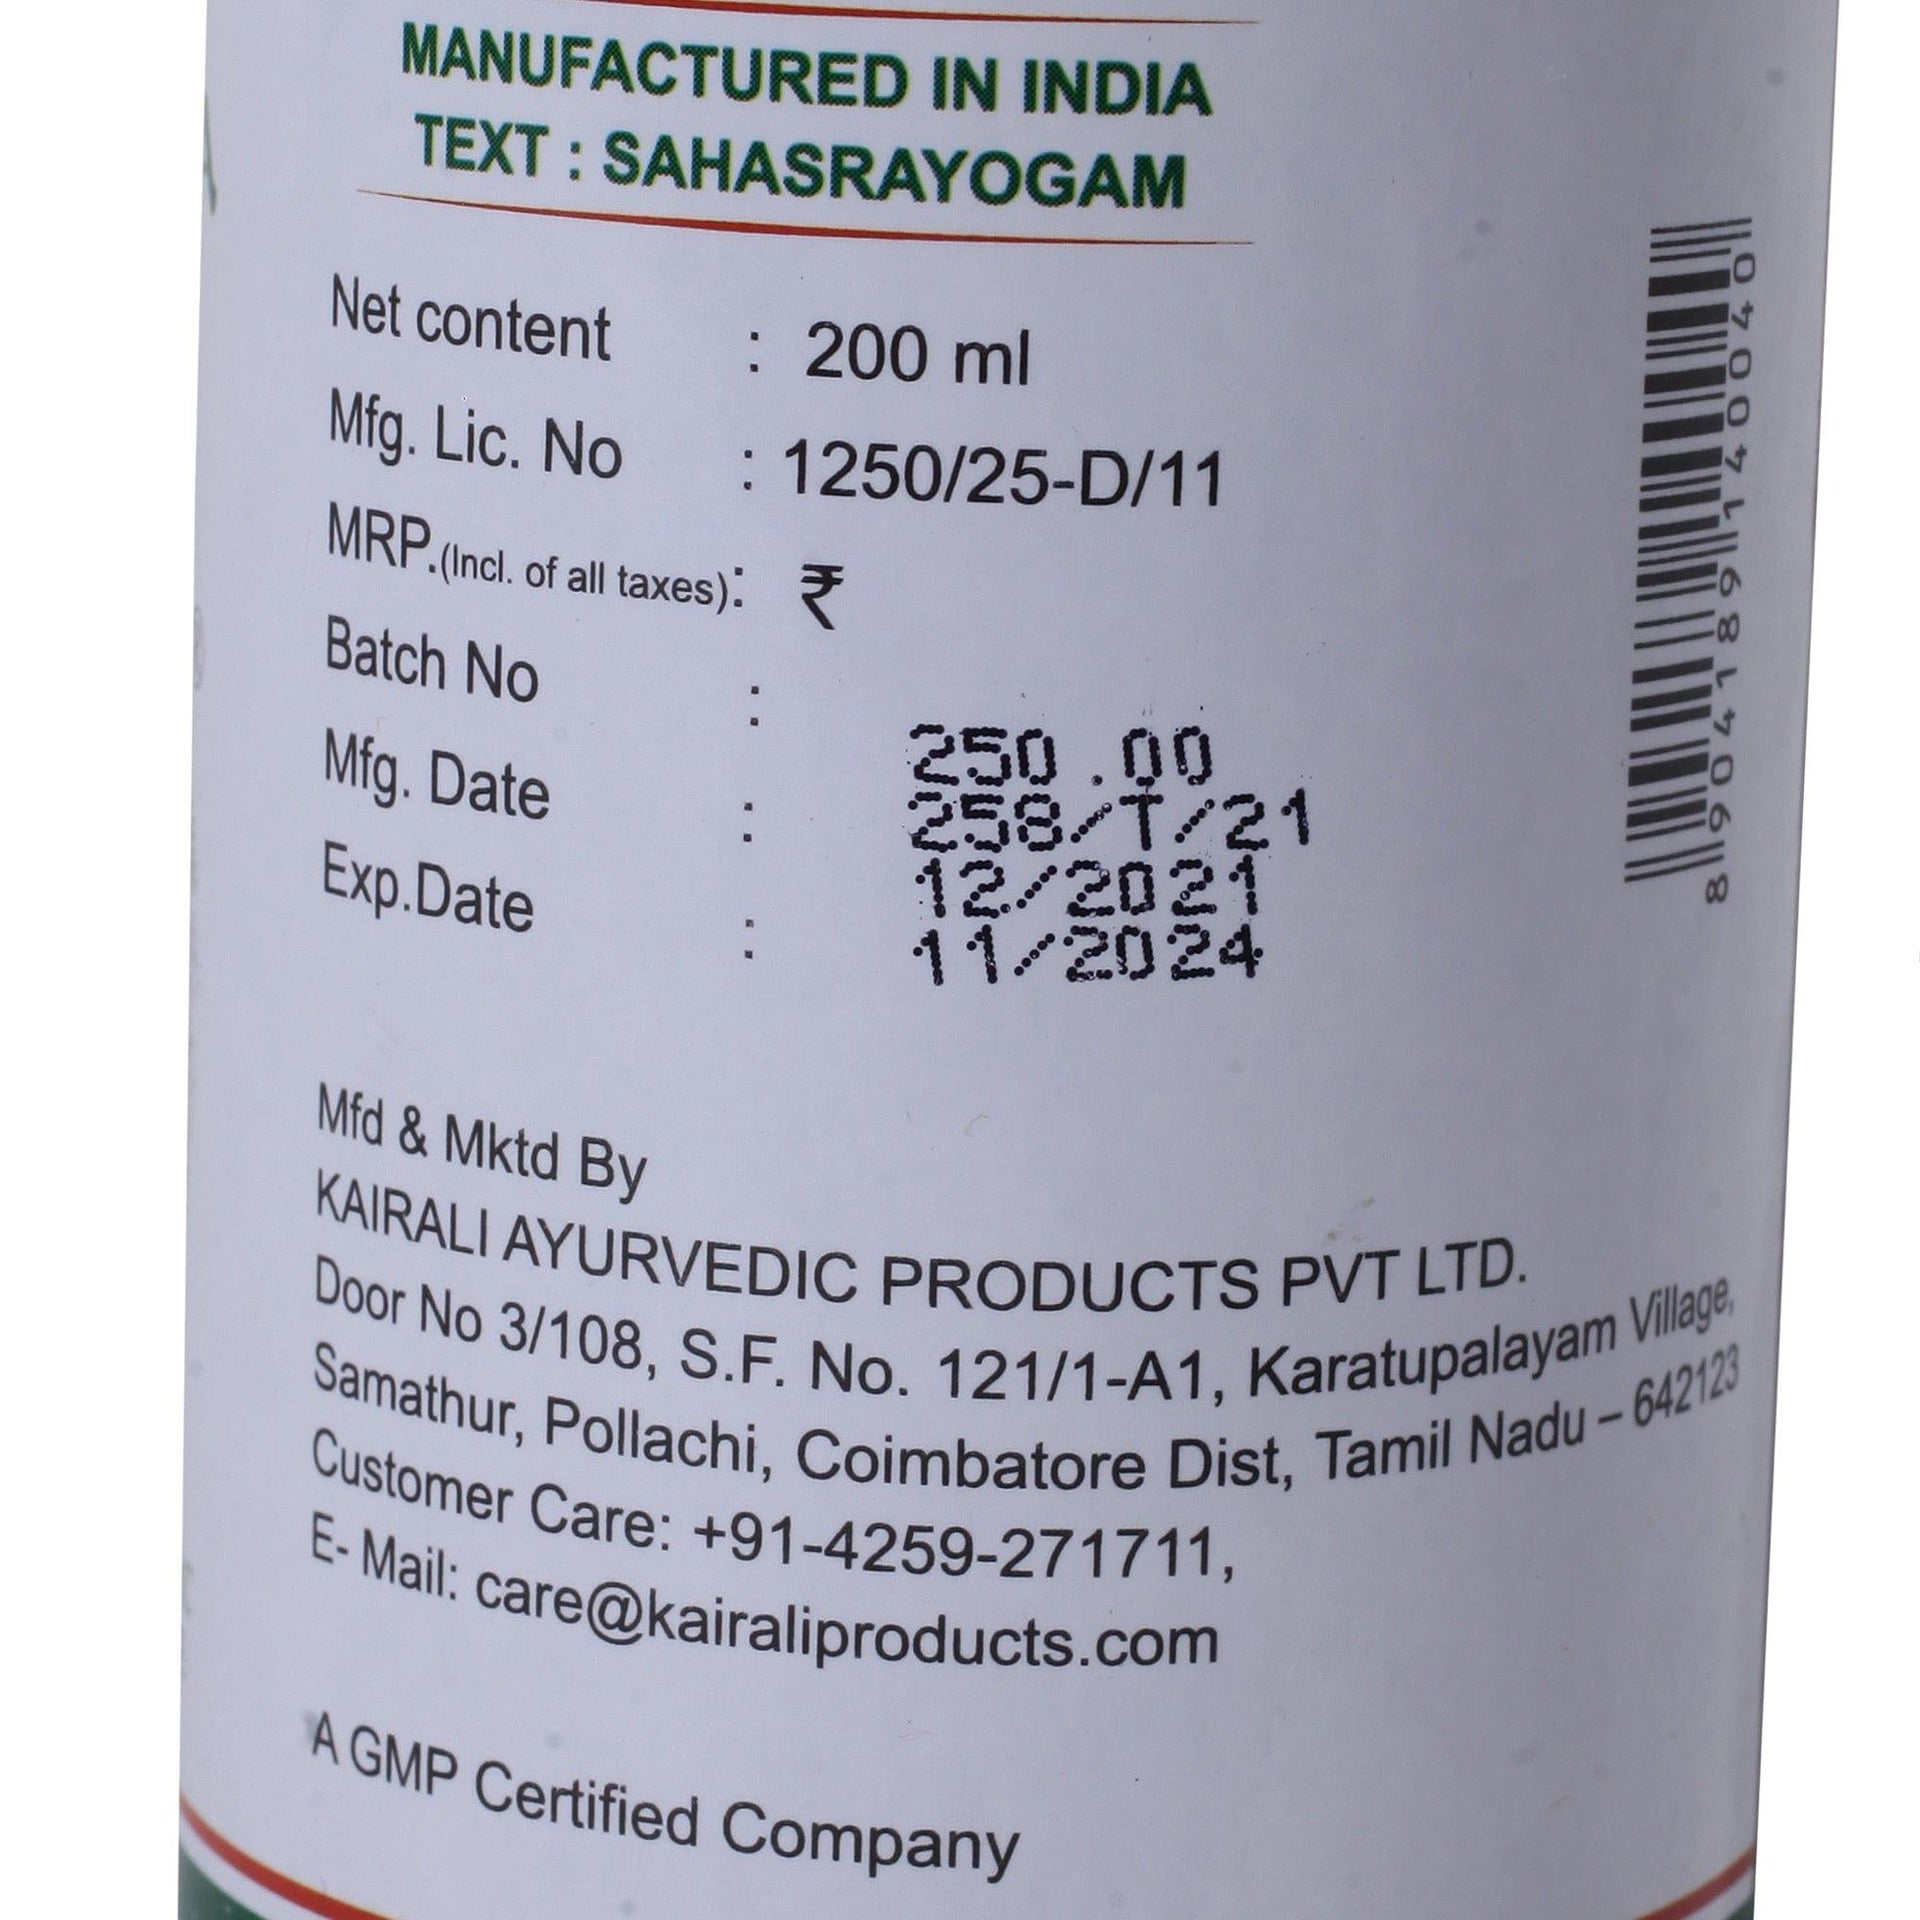 MANUFACTURED IN INDIA
TEXT : SAHASRAYOGAM
Net content : 200 ml
Mfg. Lic. No : 1250/25-D/11
MRP.(Incl. of all taxes): ₹ 250.00
Batch No : 258/T/21
Mfg. Date : 12/2021
Exp.Date : 11/2024
Mfd & Mktd By
KAIRALI AYURVEDIC PRODUCTS PVT LTD.
Door No 3/108, S.F. No. 121/1-A1, Karatupalayam Village,
Samathur, Pollachi, Coimbatore Dist, Tamil Nadu – 642123
Customer Care: +91-4259-271711,
E- Mail: care@kairaliproducts.com
A GMP Certified Company
8904189140040